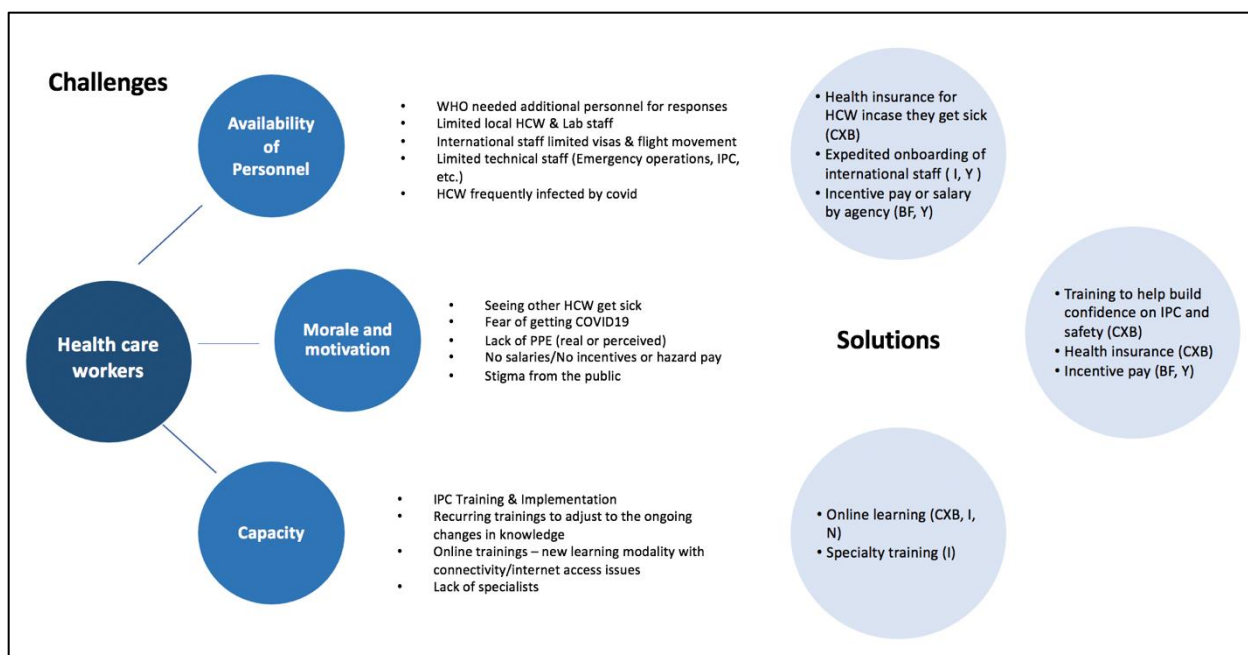 Challenges
Health care
workers
Availability
of
Personnel
• WHO needed additional personnel for responses
• Limited local HCW & Lab staff
• International staff limited visas & flight movement
• Limited technical staff (Emergency operations, IPC,
etc.)
• HCW frequently infected by covid
Morale and
motivation
• Seeing other HCW get sick
• Fear of getting COVID19
• Lack of PPE (real or perceived)
• No salaries/No incentives or hazard pay
• Stigma from the public
Capacity
• IPC Training & Implementation
• Recurring trainings to adjust to the ongoing
changes in knowledge
• Online trainings – new learning modality with
connectivity/internet access issues
• Lack of specialists
Solutions
• Health insurance for
HCW incase they get sick
(CXB)
• Expedited onboarding of
international staff ( I, Y )
• Incentive pay or salary
by agency (BF, Y)
• Training to help build
confidence on IPC and
safety (CXB)
• Health insurance (CXB)
• Incentive pay (BF, Y)
• Online learning (CXB, I,
N)
• Specialty training (I)